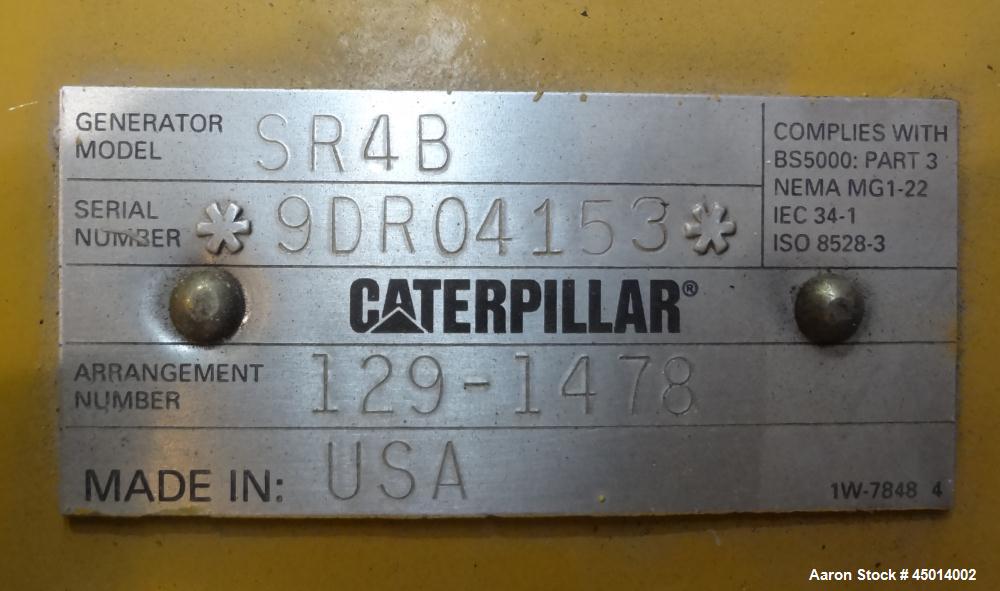 GENERATOR
MODEL SR4B
SERIAL
NUMBER *9DR04153*
COMPLIES WITH
BS5000: PART 3
NEMA MG1-22
IEC 34-1
ISO 8528-3
CATERPILLAR®
ARRANGEMENT
NUMBER 129-1478
MADE IN: USA
1W-7848 4
Aaron Stock # 45014002